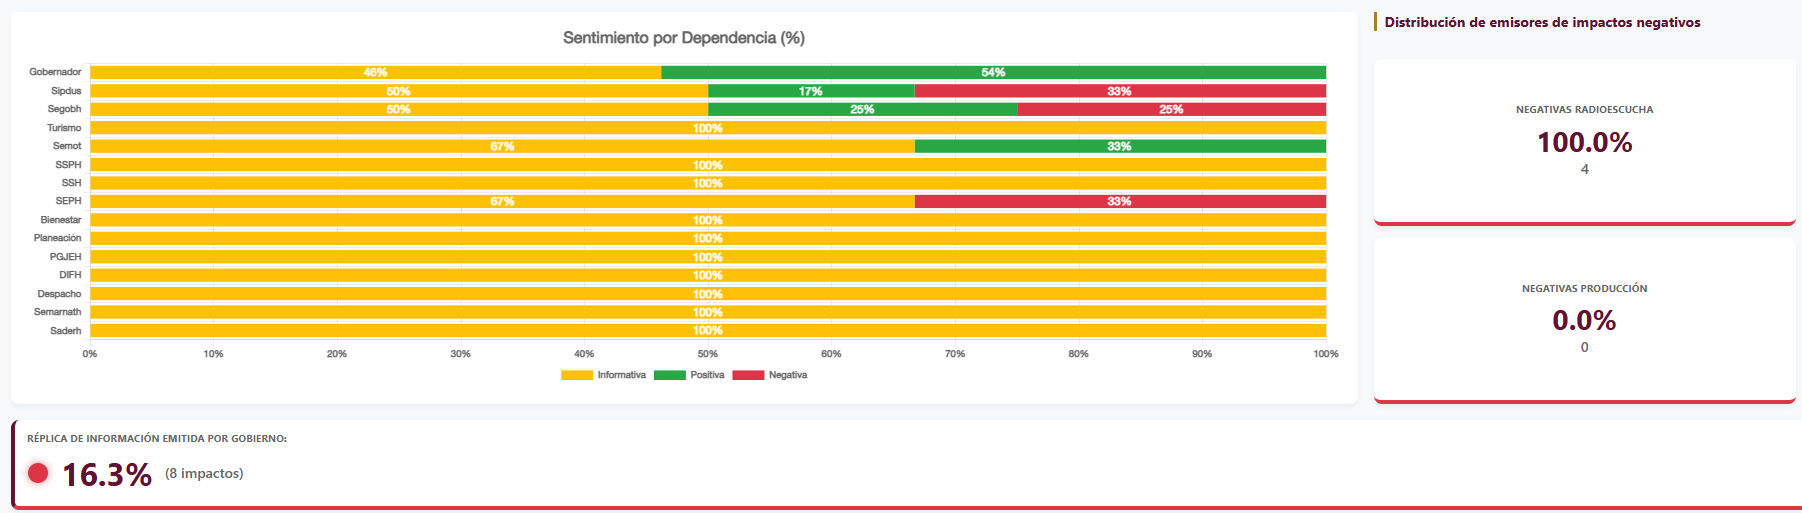 Sentimiento por Dependencia (%)
Gobernador 46% 54%
Sipdus 50% 17% 33%
Segobh 50% 25% 25%
Turismo 100%
Semot 67% 33%
SSPH 100%
SSH 100%
SEPH 67% 33%
Bienestar 100%
Planeación 100%
PGJEH 100%
DIFH 100%
Despacho 100%
Semarnath 100%
Saderh 100%
0% 10% 20% 30% 40% 50% 60% 70% 80% 90% 100%
Informativa Positiva Negativa
Distribución de emisores de impactos negativos
NEGATIVAS RADIOESCUCHA
100.0%
4
NEGATIVAS PRODUCCIÓN
0.0%
0
RÉPLICA DE INFORMACIÓN EMITIDA POR GOBIERNO:
16.3% (8 impactos)